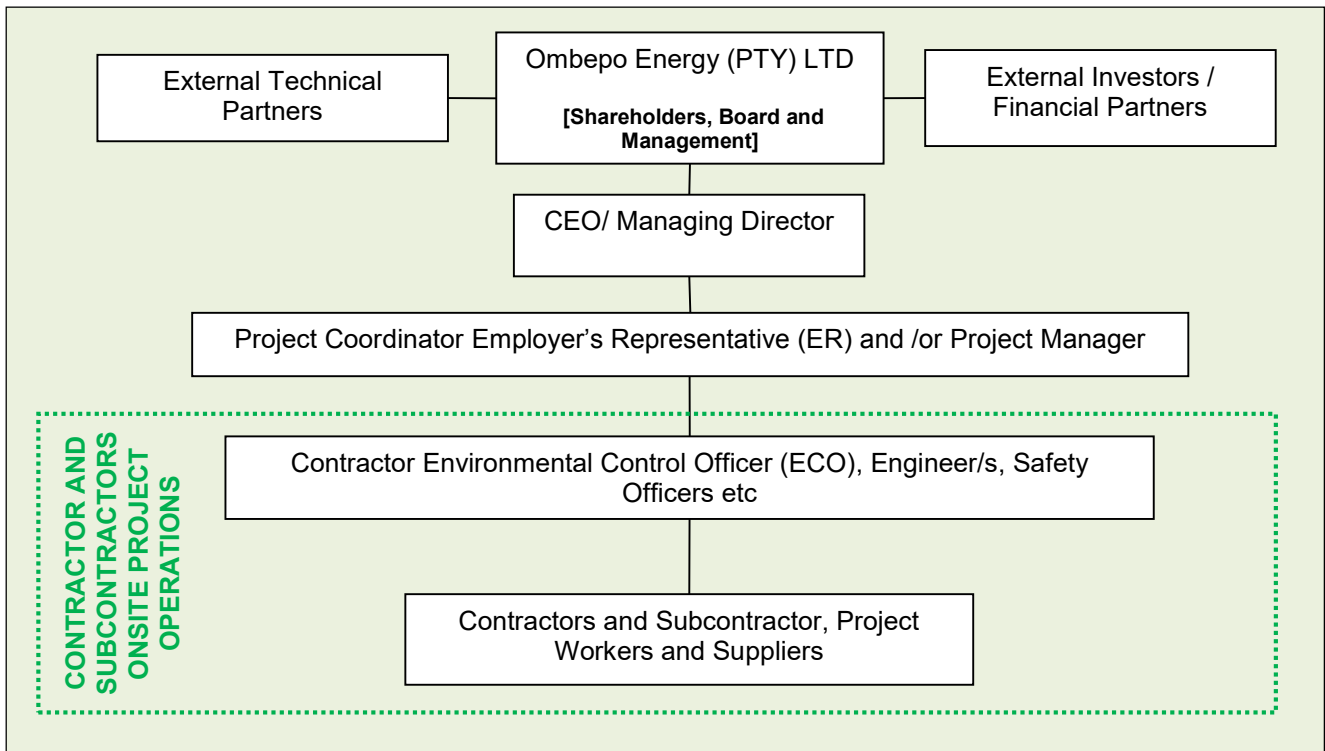 External Technical
Partners
Ombepo Energy (PTY) LTD
[Shareholders, Board and
Management]
External Investors /
Financial Partners
CEO/ Managing Director
Project Coordinator Employer’s Representative (ER) and /or Project Manager
CONTRACTOR AND
SUBCONTRACTORS
ONSITE PROJECT
OPERATIONS
Contractor Environmental Control Officer (ECO), Engineer/s, Safety
Officers etc
Contractors and Subcontractor, Project
Workers and Suppliers